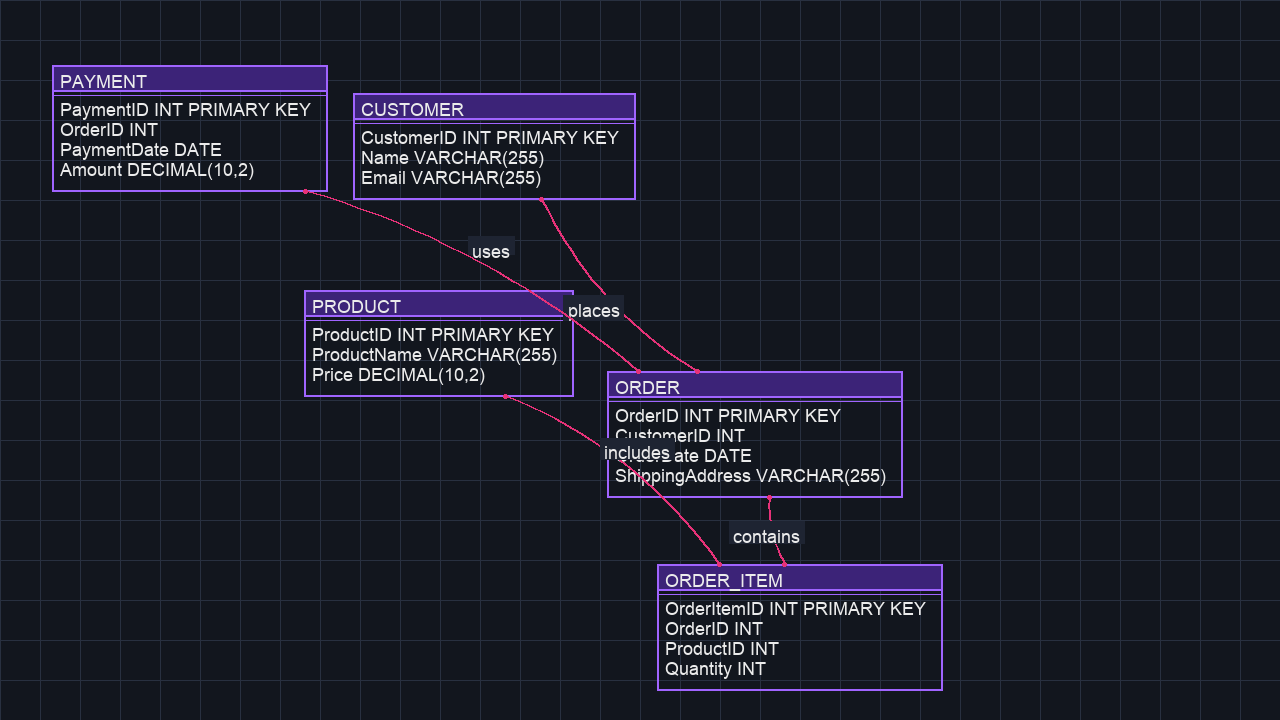 PAYMENT
PaymentID INT PRIMARY KEY
OrderID INT
PaymentDate DATE
Amount DECIMAL(10,2)
CUSTOMER
CustomerID INT PRIMARY KEY
Name VARCHAR(255)
Email VARCHAR(255)
uses
places
PRODUCT
ProductID INT PRIMARY KEY
ProductName VARCHAR(255)
Price DECIMAL(10,2)
ORDER
OrderID INT PRIMARY KEY
CustomerID INT
OrderDate DATE
ShippingAddress VARCHAR(255)
includes
contains
ORDER_ITEM
OrderItemID INT PRIMARY KEY
OrderID INT
ProductID INT
Quantity INT